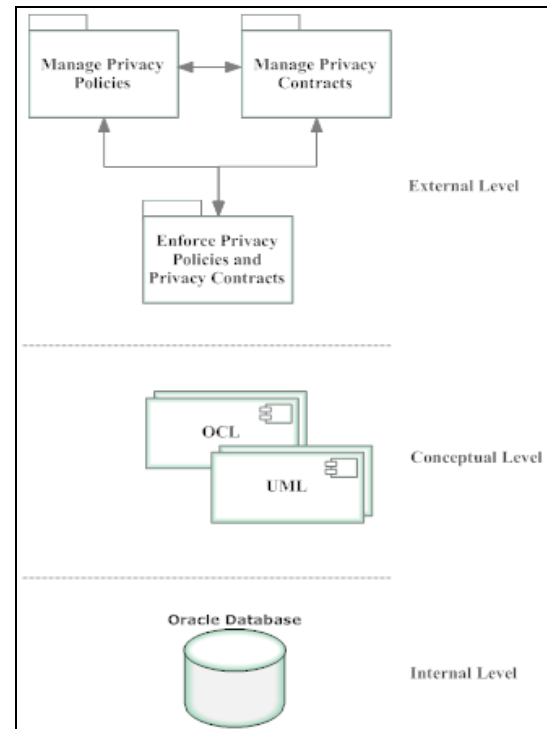 Manage Privacy
Policies
Manage Privacy
Contracts
External Level
Enforce Privacy
Policies and
Privacy Contracts
OCL
Conceptual Level
UML
Oracle Database
Internal Level